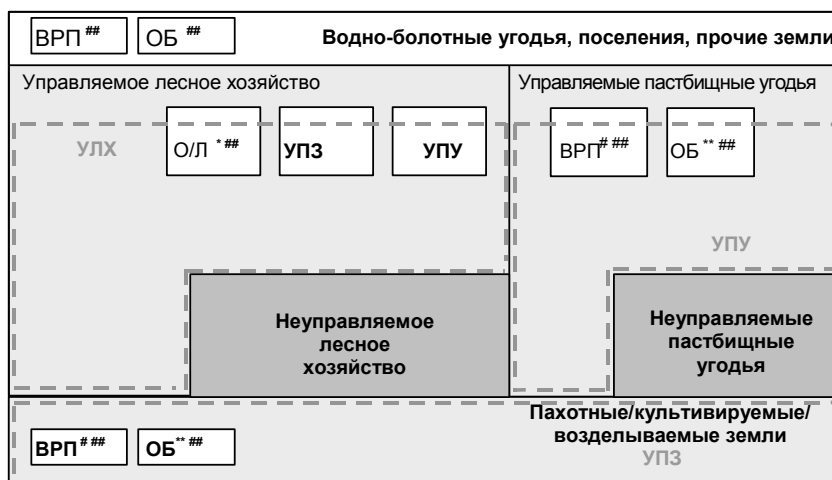 ВРП ## ОБ ## Водно-болотные угодья, поселения, прочие земли
Управляемое лесное хозяйство
Управляемые пастбищные угодья
УЛХ
О/Л * ##
УПЗ
УПУ
ВРП # ##
ОБ ** ##
УПУ
Неуправляемое
лесное
хозяйство
Неуправляемые
пастбищные
угодья
Пахотные/культивируемые/
возделываемые земли
УПЗ
ВРП # ##
ОБ ** ##